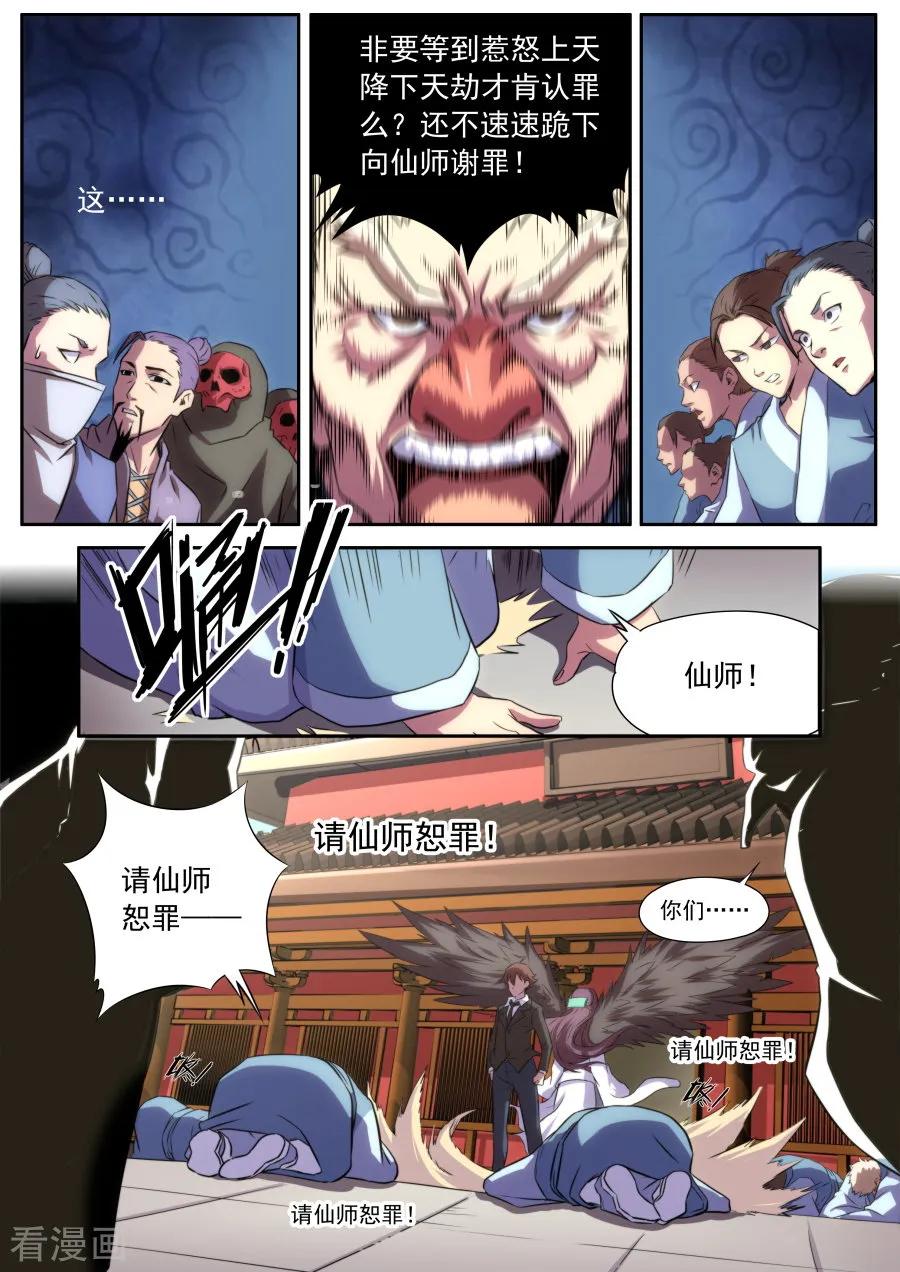 这……
非要等到惹怒上天
降下天劫才肯认罪
么？还不速速跪下
向仙师谢罪！
嗵！！
仙师！
请仙师恕罪！
请仙师
恕罪——
你们……
请仙师恕罪！
咚！
咚！
请仙师恕罪！
看漫画